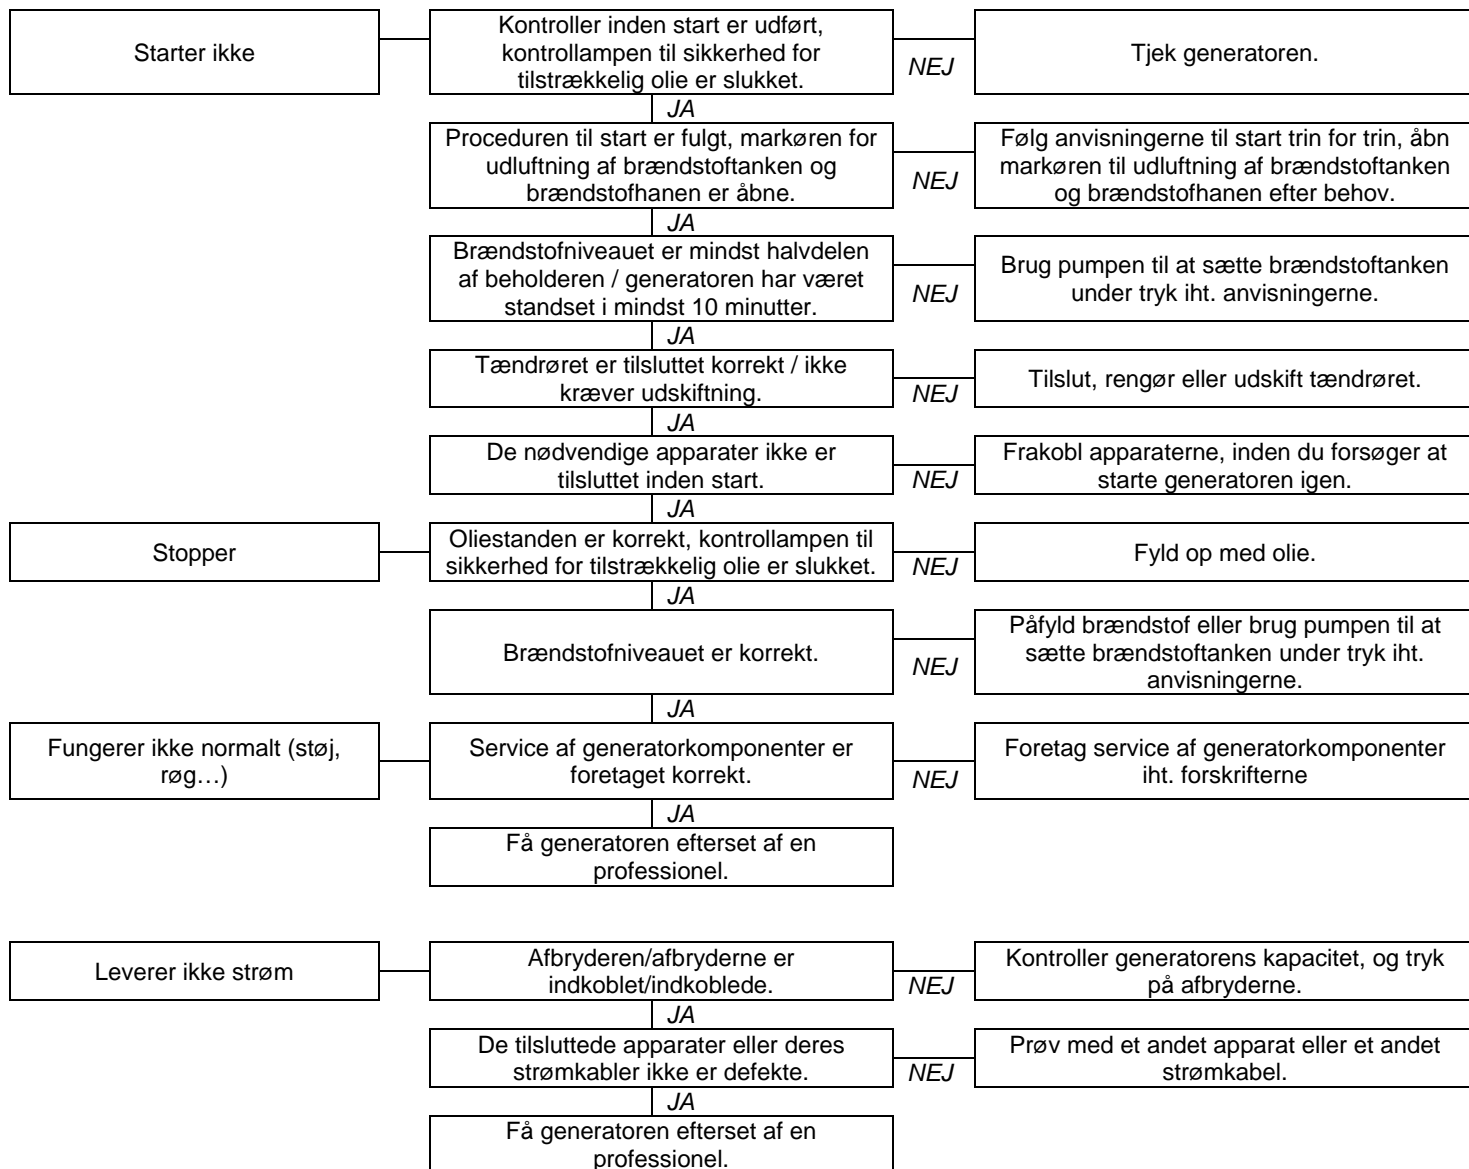 Starter ikke
Kontroller inden start er udført,
kontrollampen til sikkerhed for
tilstrækkelig olie er slukket.
NEJ
Tjek generatoren.
JA
Proceduren til start er fulgt, markøren for
udluftning af brændstoftanken og
brændstofhanen er åbne.
NEJ
Følg anvisningerne til start trin for trin, åbn
markøren til udluftning af brændstoftanken
og brændstofhanen efter behov.
JA
Brændstofniveauet er mindst halvdelen
af beholderen / generatoren har været
standset i mindst 10 minutter.
NEJ
Brug pumpen til at sætte brændstoftanken
under tryk iht. anvisningerne.
JA
Tændrøret er tilsluttet korrekt / ikke
kræver udskiftning.
NEJ
Tilslut, rengør eller udskift tændrøret.
JA
De nødvendige apparater ikke er
tilsluttet inden start.
NEJ
Frakobl apparaterne, inden du forsøger at
starte generatoren igen.
JA
Stopper
Oliestanden er korrekt, kontrollampen til
sikkerhed for tilstrækkelig olie er slukket.
NEJ
Fyld op med olie.
JA
Brændstofniveauet er korrekt.
NEJ
Påfyld brændstof eller brug pumpen til at
sætte brændstoftanken under tryk iht.
anvisningerne.
JA
Fungerer ikke normalt (støj,
røg…)
Service af generatorkomponenter er
foretaget korrekt.
NEJ
Foretag service af generatorkomponenter
iht. forskrifterne
JA
Få generatoren efterset af en
professionel.
Leverer ikke strøm
Afbryderen/afbryderne er
indkoblet/indkoblede.
NEJ
Kontroller generatorens kapacitet, og tryk
på afbryderne.
JA
De tilsluttede apparater eller deres
strømkabler ikke er defekte.
NEJ
Prøv med et andet apparat eller et andet
strømkabel.
JA
Få generatoren efterset af en
professionel.